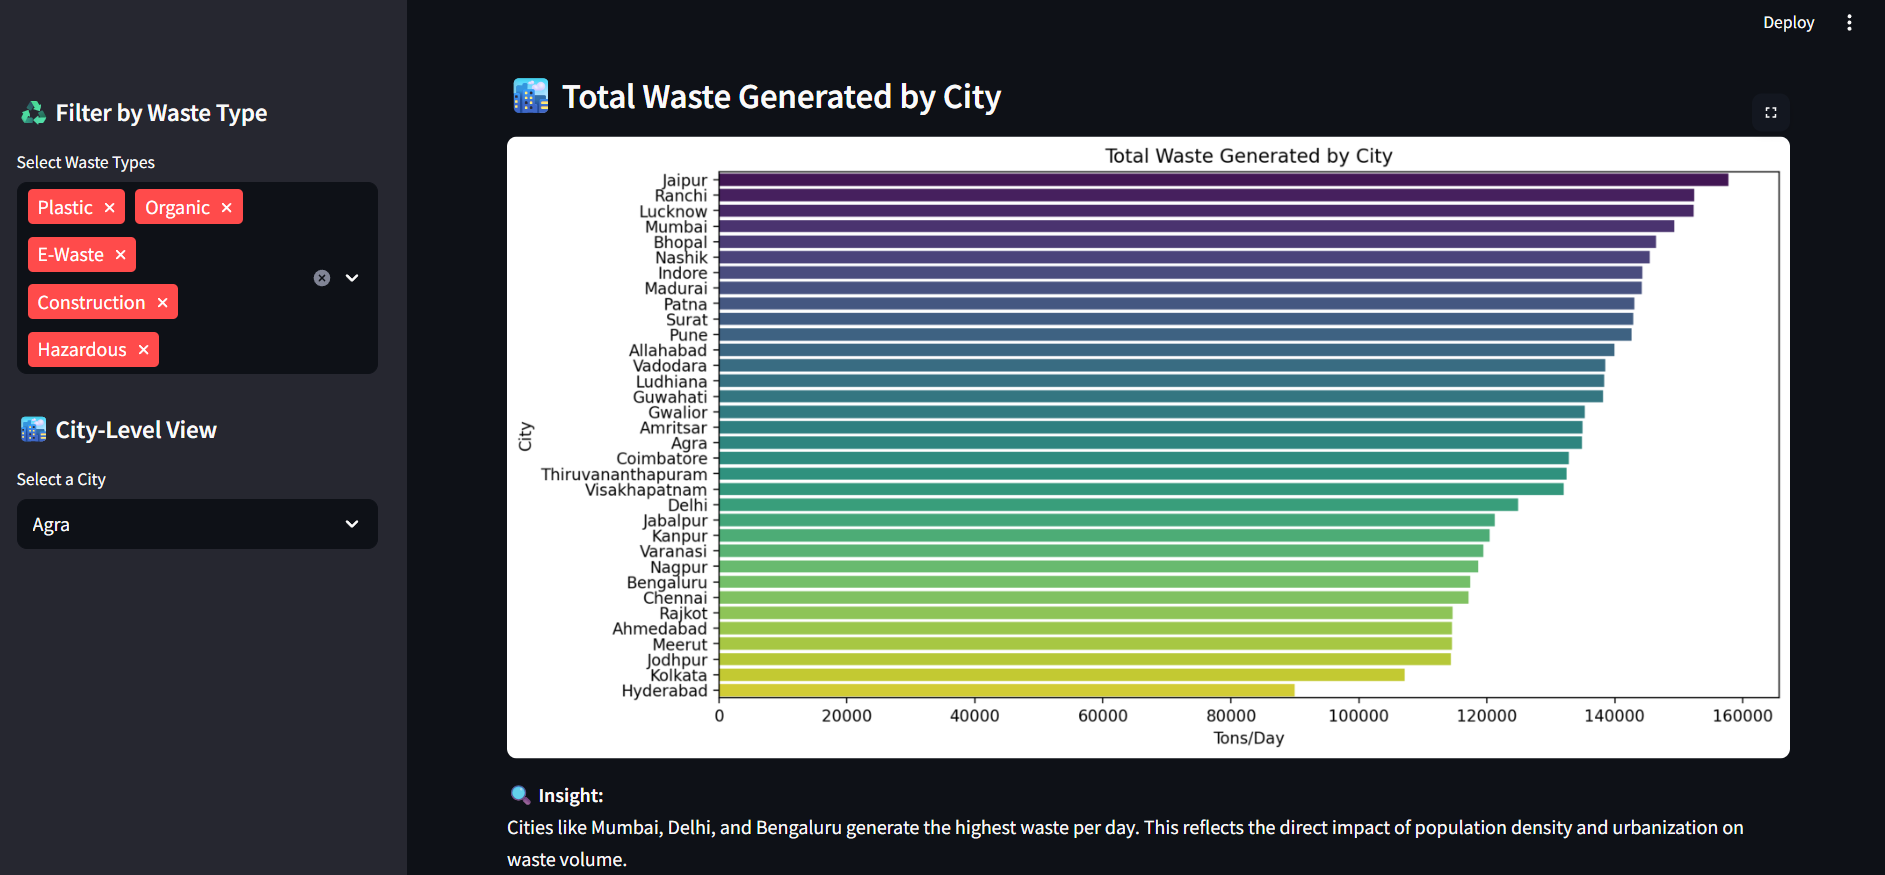 Deploy
Filter by Waste Type
Select Waste Types
Plastic × Organic ×
E-Waste ×
Construction ×
Hazardous ×
City-Level View
Select a City
Agra
Total Waste Generated by City
Total Waste Generated by City
City
Jaipur
Ranchi
Lucknow
Mumbai
Bhopal
Nashik
Indore
Madurai
Patna
Surat
Pune
Allahabad
Vadodara
Ludhiana
Guwahati
Gwalior
Amritsar
Agra
Coimbatore
Thiruvananthapuram
Visakhapatnam
Delhi
Jabalpur
Kanpur
Varanasi
Nagpur
Bengaluru
Chennai
Rajkot
Ahmedabad
Meerut
Jodhpur
Kolkata
Hyderabad
0 20000 40000 60000 80000 100000 120000 140000 160000
Tons/Day
Insight:
Cities like Mumbai, Delhi, and Bengaluru generate the highest waste per day. This reflects the direct impact of population density and urbanization on
waste volume.